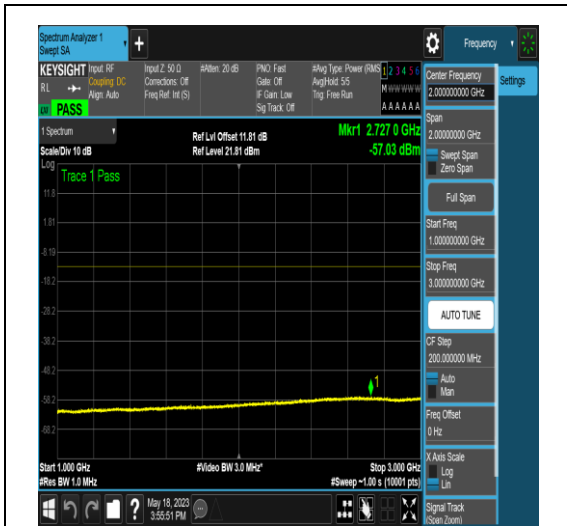 Spectrum Analyzer 1
Swept SA
Frequency
KEYSIGHT
RL
PASS
Input: RF
Coupling: DC
Align: Auto
Input Z: 50 Ω
Corrections: Off
Freq Ref: Int (S)
#Atten: 20 dB
PNO: Fast
Gate: Off
IF Gain: Low
Sig Track: Off
#Avg Type: Power (RMS
Avg|Hold: 5/5
Trig: Free Run
1 2 3 4 5 6
M W W W W W
A A A A A A
Settings
1 Spectrum
Scale/Div 10 dB
Ref Lvl Offset 11.81 dB
Ref Level 21.81 dBm
Mkr1 2.727 0 GHz
-57.03 dBm
Log
Trace 1 Pass
11.8
1.81
-8.19
-18.2
-28.2
-38.2
-48.2
-58.2
-68.2
1
Start 1.000 GHz
#Res BW 1.0 MHz
#Video BW 3.0 MHz*
Stop 3.000 GHz
#Sweep ~1.00 s (10001 pts)
Center Frequency
2.000000000 GHz
Span
2.00000000 GHz
Swept Span
Zero Span
Full Span
Start Freq
1.000000000 GHz
Stop Freq
3.000000000 GHz
AUTO TUNE
CF Step
200.000000 MHz
Auto
Man
Freq Offset
0 Hz
X Axis Scale
Log
Lin
Signal Track
(Span Zoom)
?
May 18, 2023
3:55:51 PM